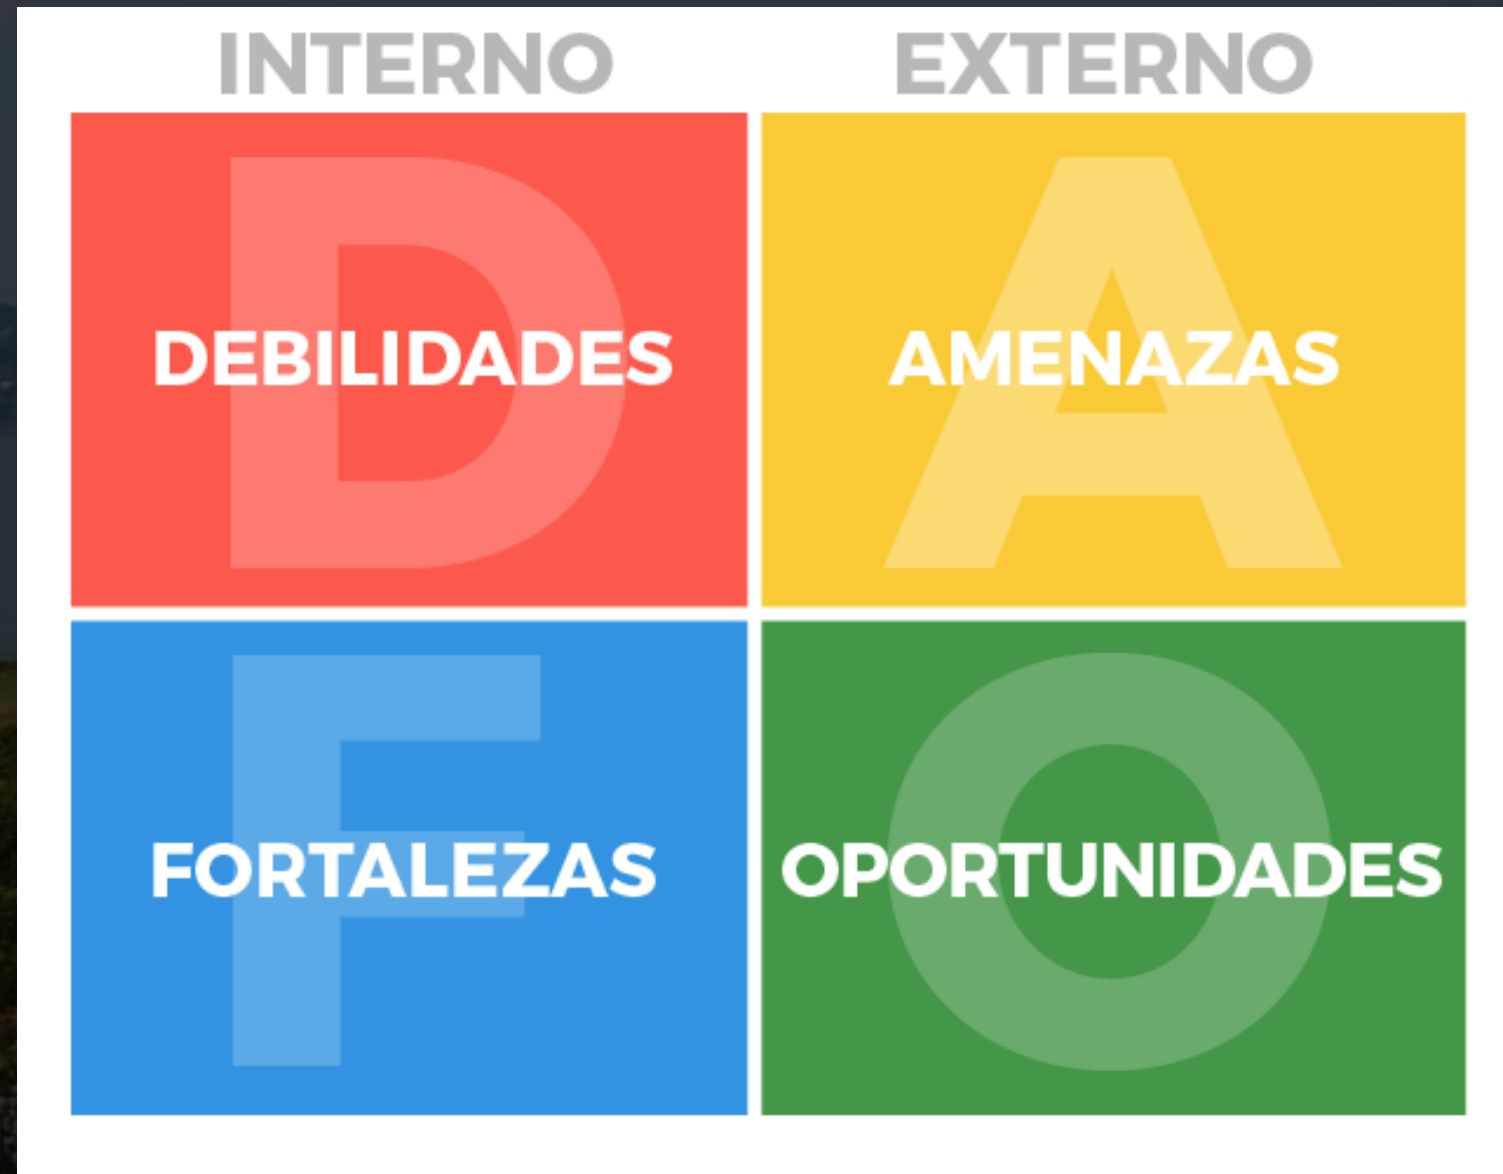 INTERNO EXTERNO
D A
DEBILIDADES AMENAZAS
F O
FORTALEZAS OPORTUNIDADES